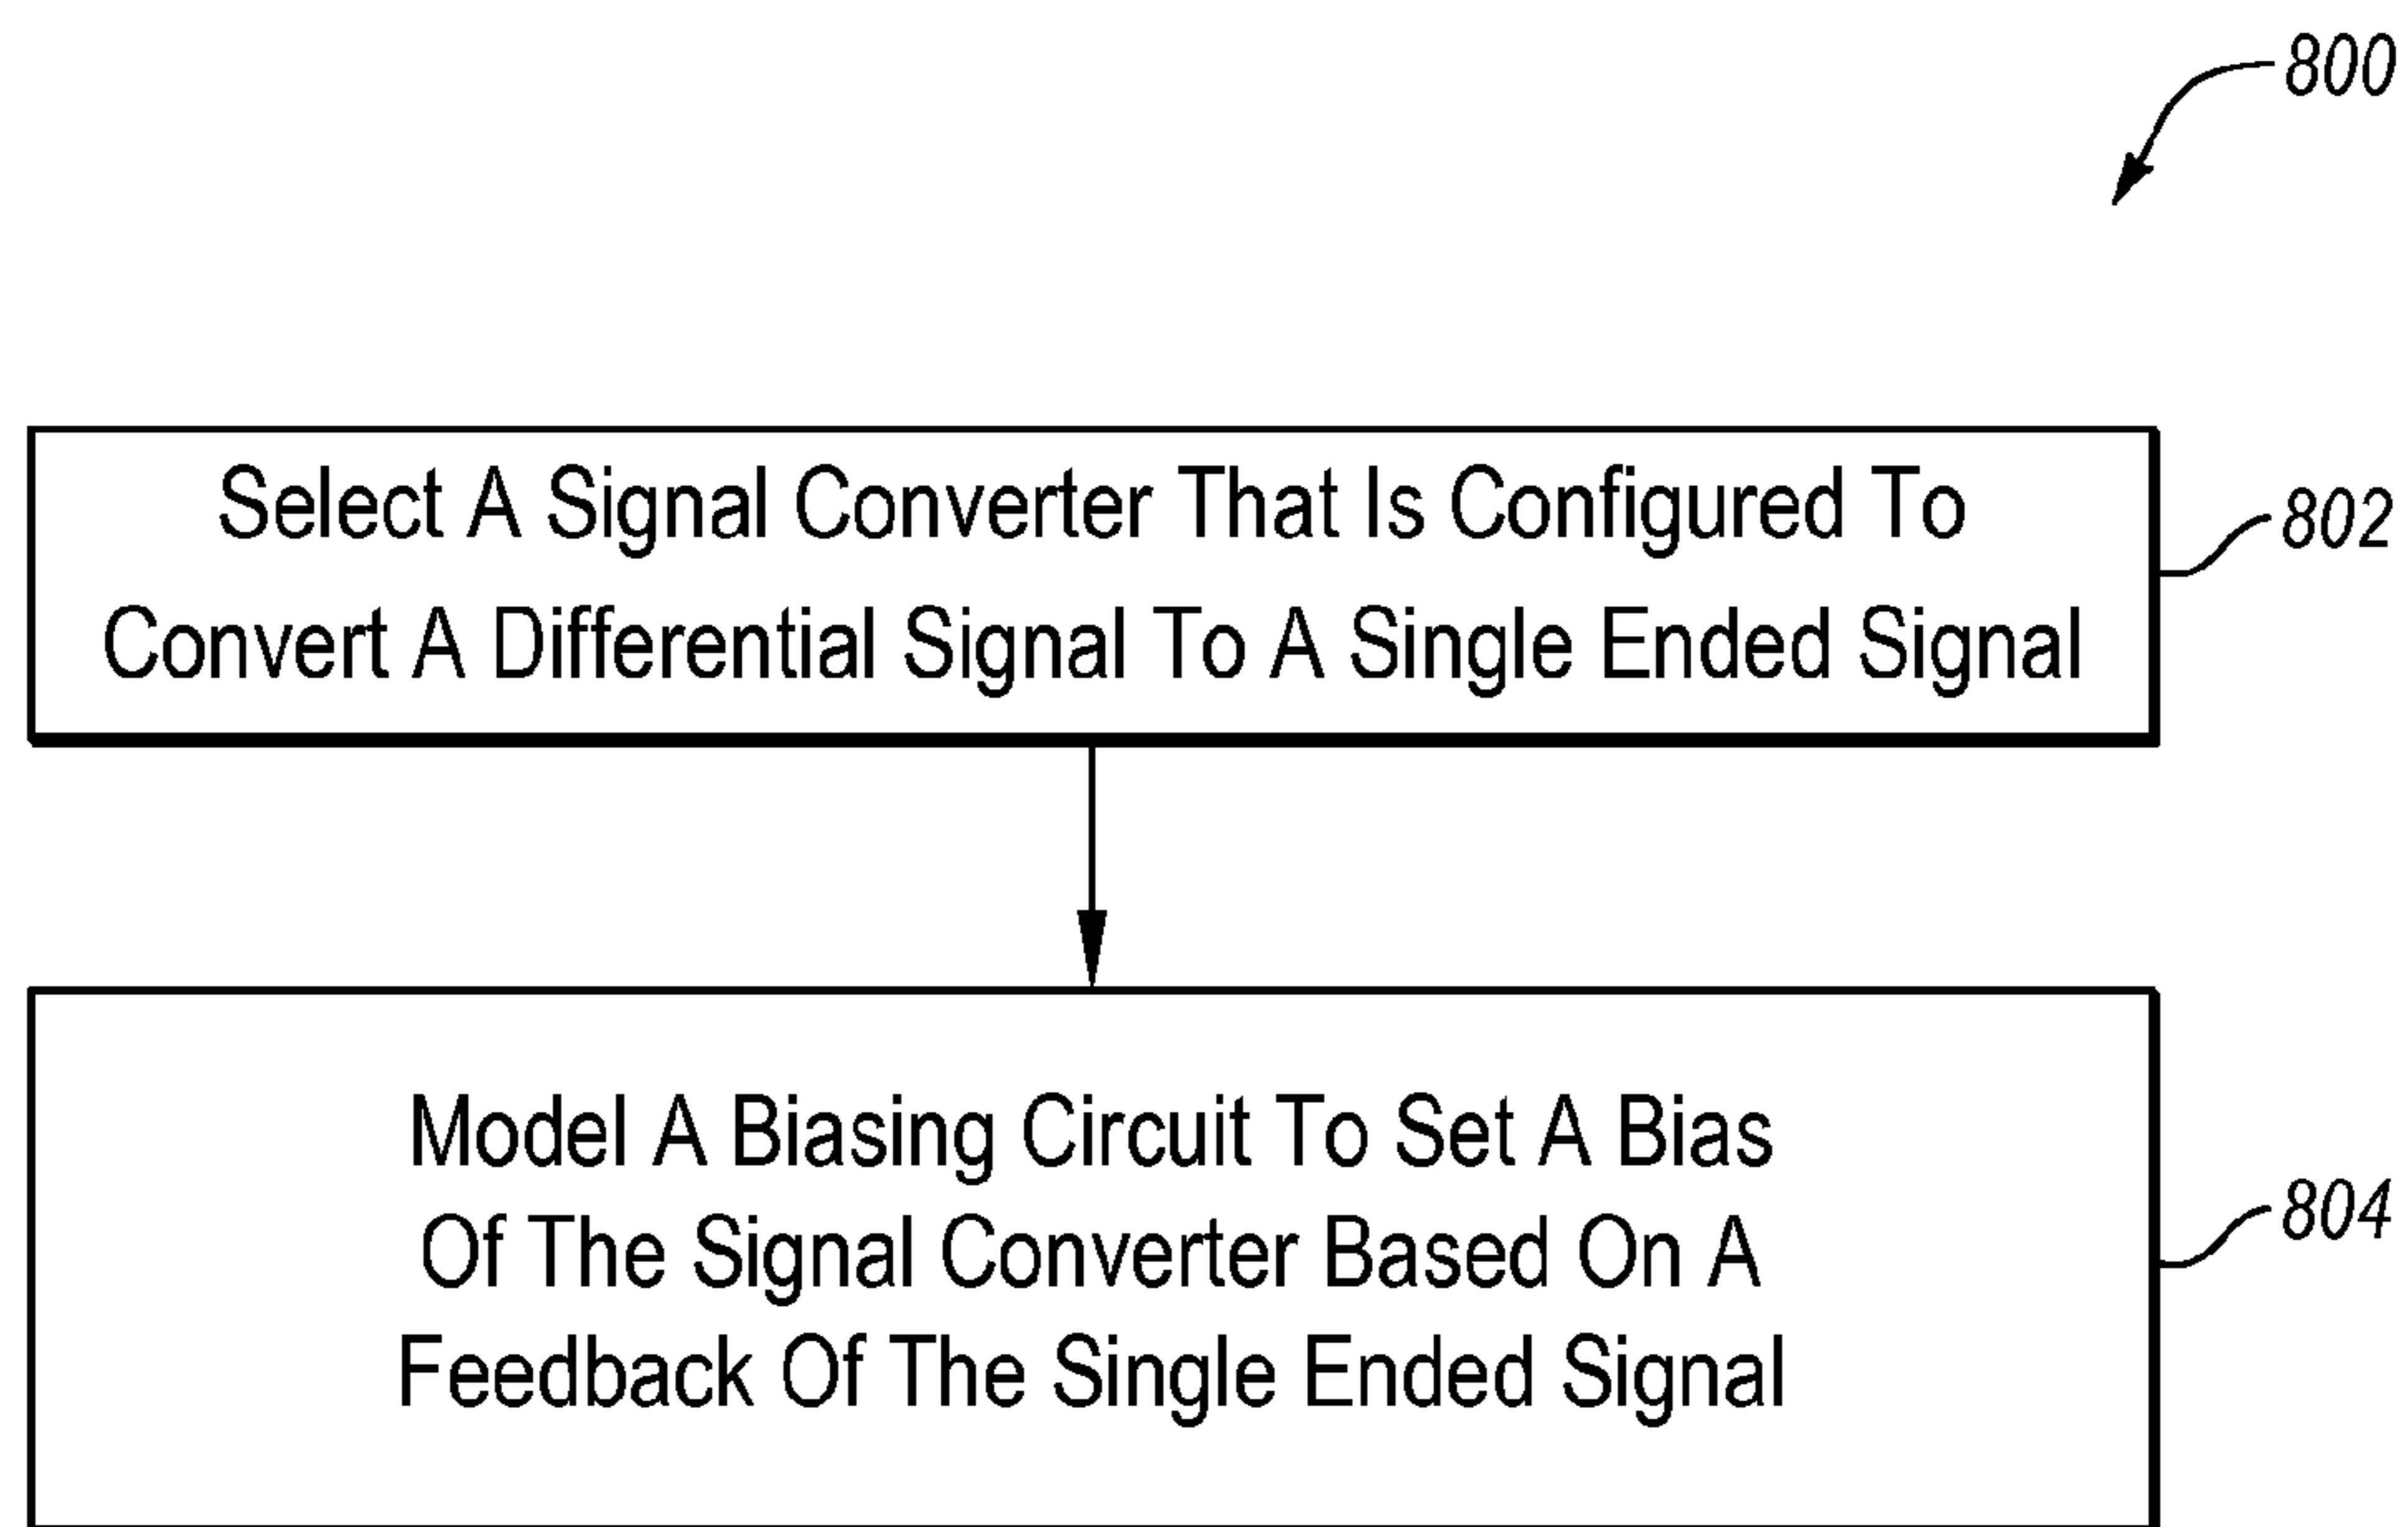 800
Select A Signal Converter That Is Configured To
Convert A Differential Signal To A Single Ended Signal
802
Model A Biasing Circuit To Set A Bias
Of The Signal Converter Based On A
Feedback Of The Single Ended Signal
804